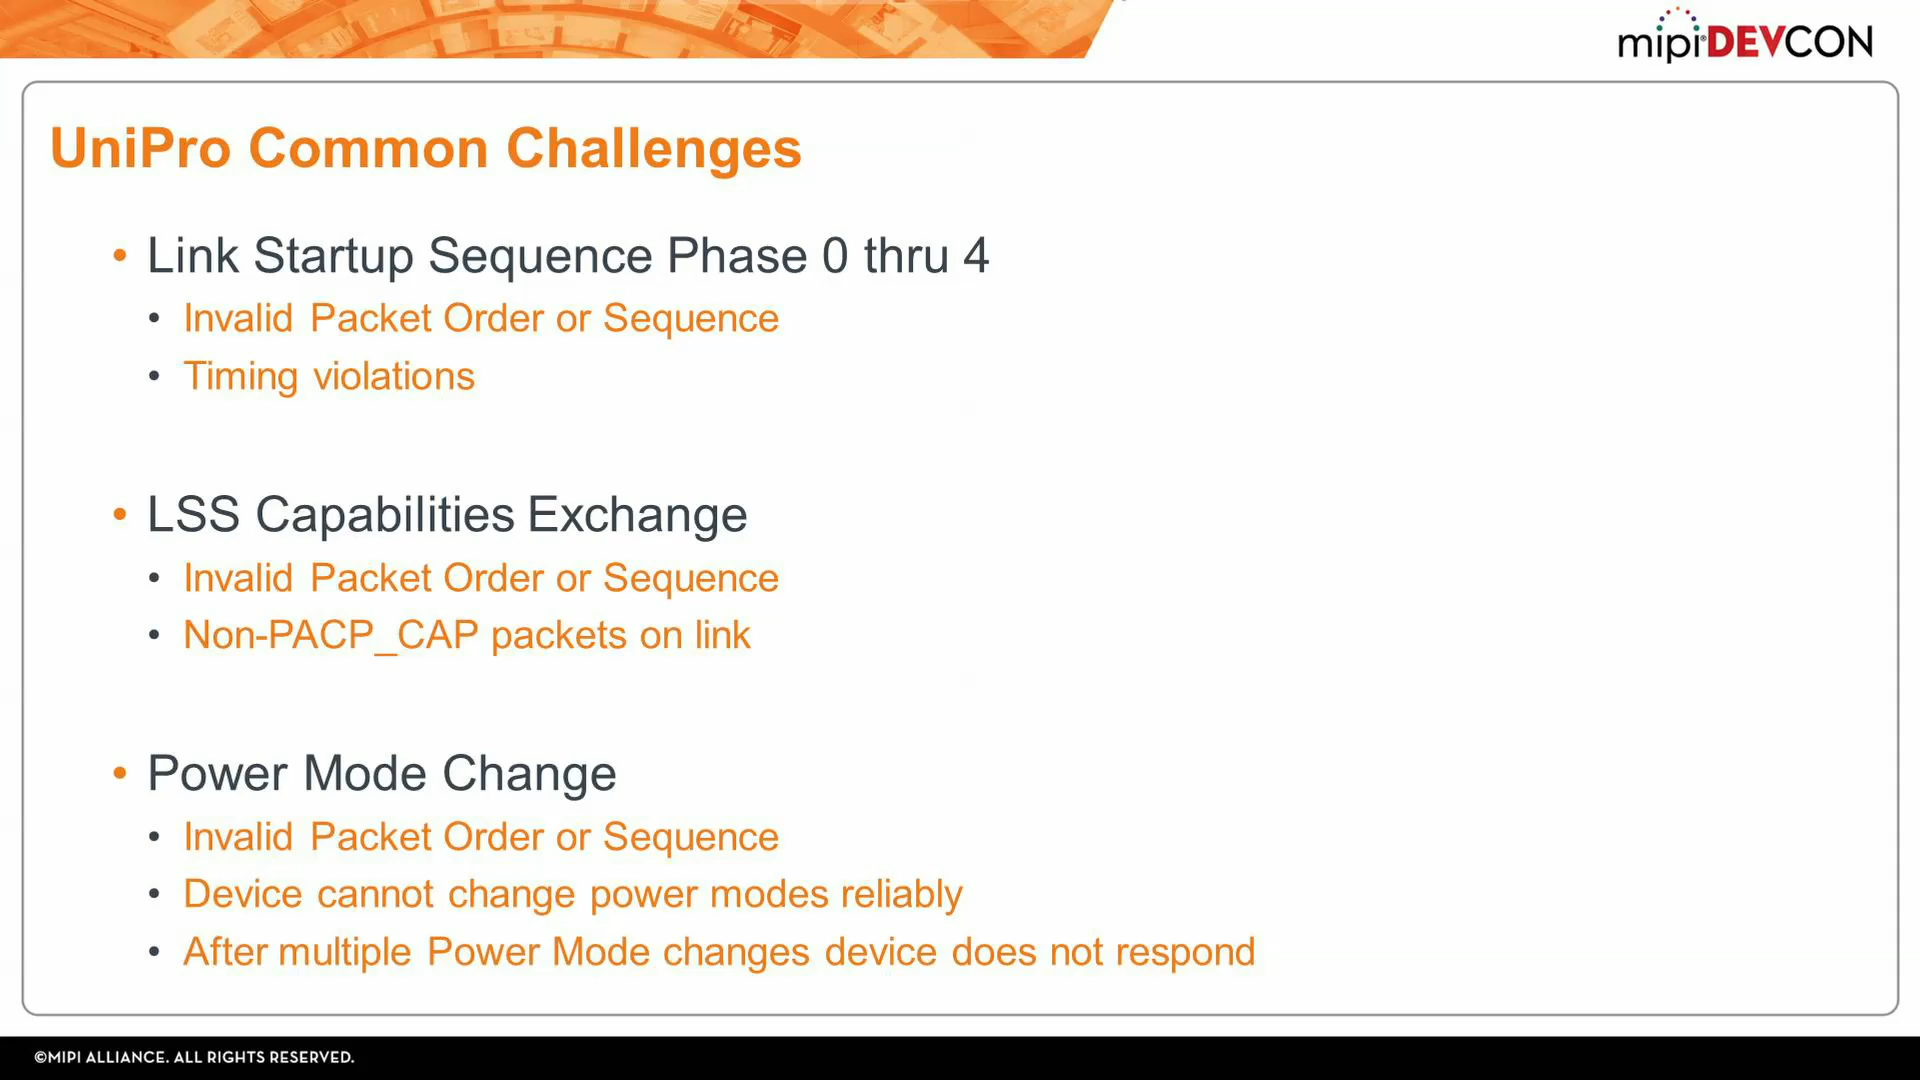 mipi DEVCON
UniPro Common Challenges
• Link Startup Sequence Phase 0 thru 4
• Invalid Packet Order or Sequence
• Timing violations
• LSS Capabilities Exchange
• Invalid Packet Order or Sequence
• Non-PACP_CAP packets on link
• Power Mode Change
• Invalid Packet Order or Sequence
• Device cannot change power modes reliably
• After multiple Power Mode changes device does not respond
©MIPI ALLIANCE. ALL RIGHTS RESERVED.